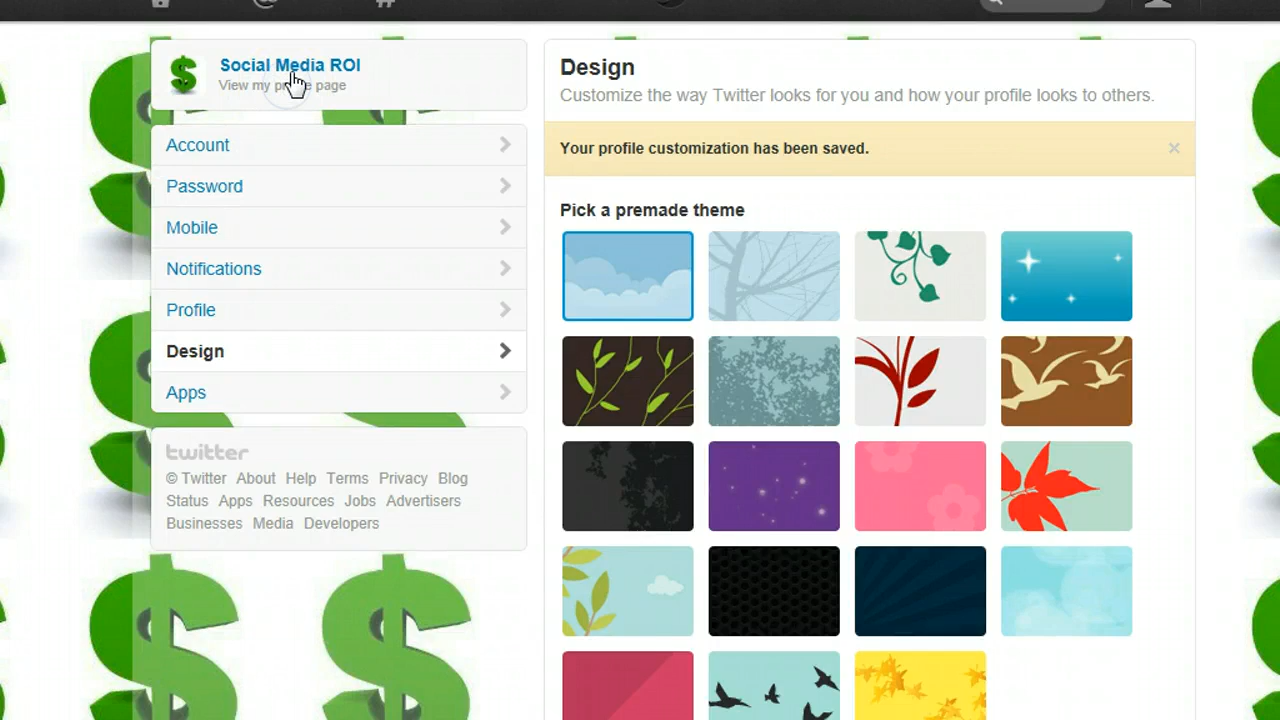 Social Media ROI
View my profile page
Account
Password
Mobile
Notifications
Profile
Design
Apps
twitter
© Twitter About Help Terms Privacy Blog
Status Apps Resources Jobs Advertisers
Businesses Media Developers
Design
Customize the way Twitter looks for you and how your profile looks to others.
Your profile customization has been saved. ×
Pick a premade theme